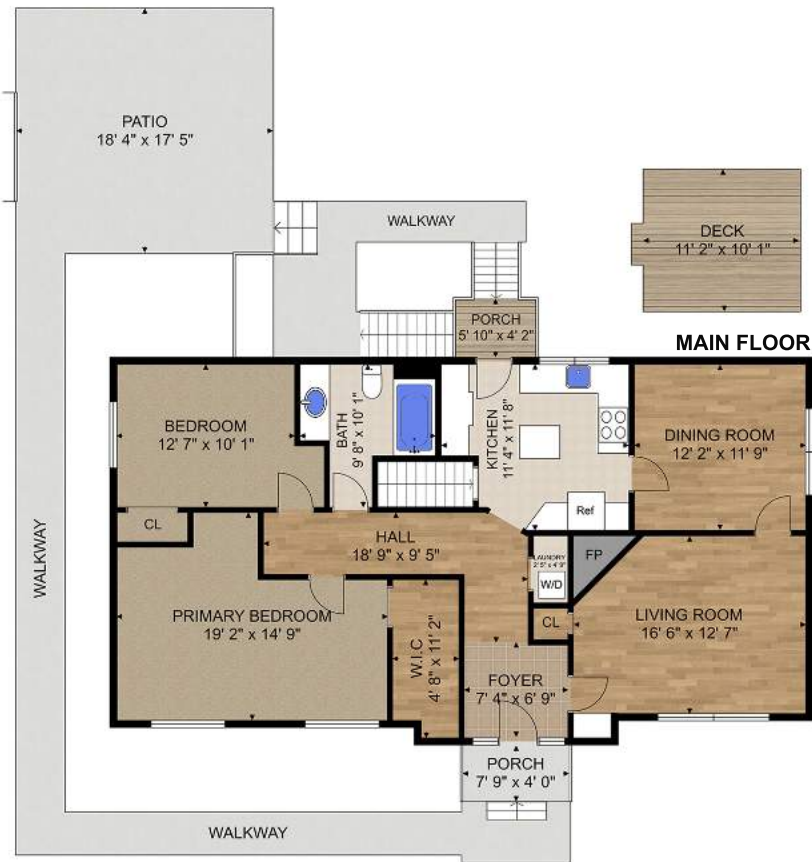 PATIO
18' 4" x 17' 5"
WALKWAY
DECK
11' 2" x 10' 1"
PORCH
5' 10" x 4' 2"
MAIN FLOOR
BEDROOM
12' 7" x 10' 1"
BATH
9' 8" x 10' 1"
KITCHEN
11' 4" x 11' 8"
DINING ROOM
12' 2" x 11' 9"
CL
Ref
HALL
18' 9" x 9' 5"
LAUNDRY
2' 5" x 4' 9"
W/D
FP
WALKWAY
PRIMARY BEDROOM
19' 2" x 14' 9"
W.I.C
4' 8" x 11' 2"
CL
LIVING ROOM
16' 6" x 12' 7"
FOYER
7' 4" x 6' 9"
PORCH
7' 9" x 4' 0"
WALKWAY